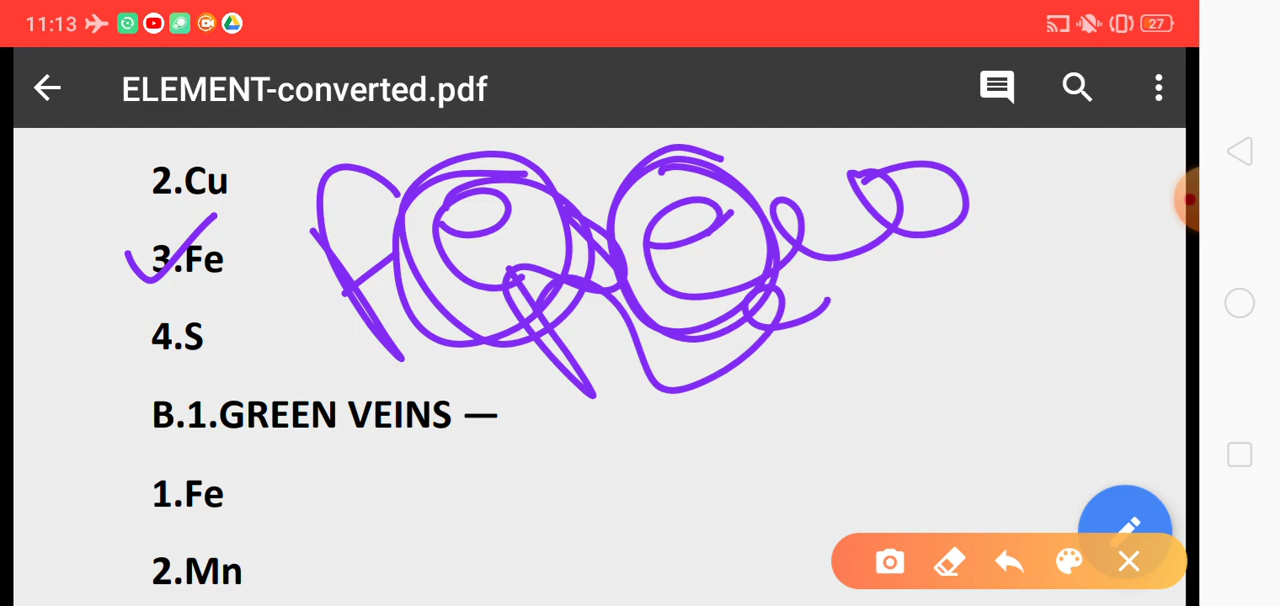 11:13 27
ELEMENT-converted.pdf
2.Cu
3.Fe
4.S
B.1.GREEN VEINS —
1.Fe
2.Mn